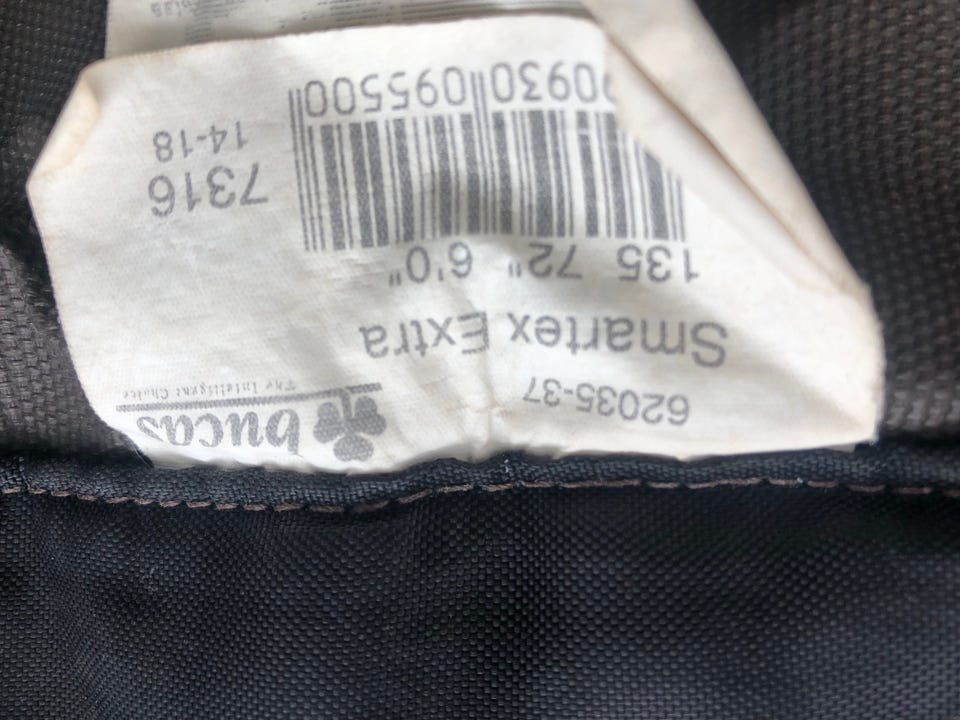 62035-37
bucas
The Intelligent Choice
Smartex Extra
135 72" 6'0"
7316
14-18
0930 095500